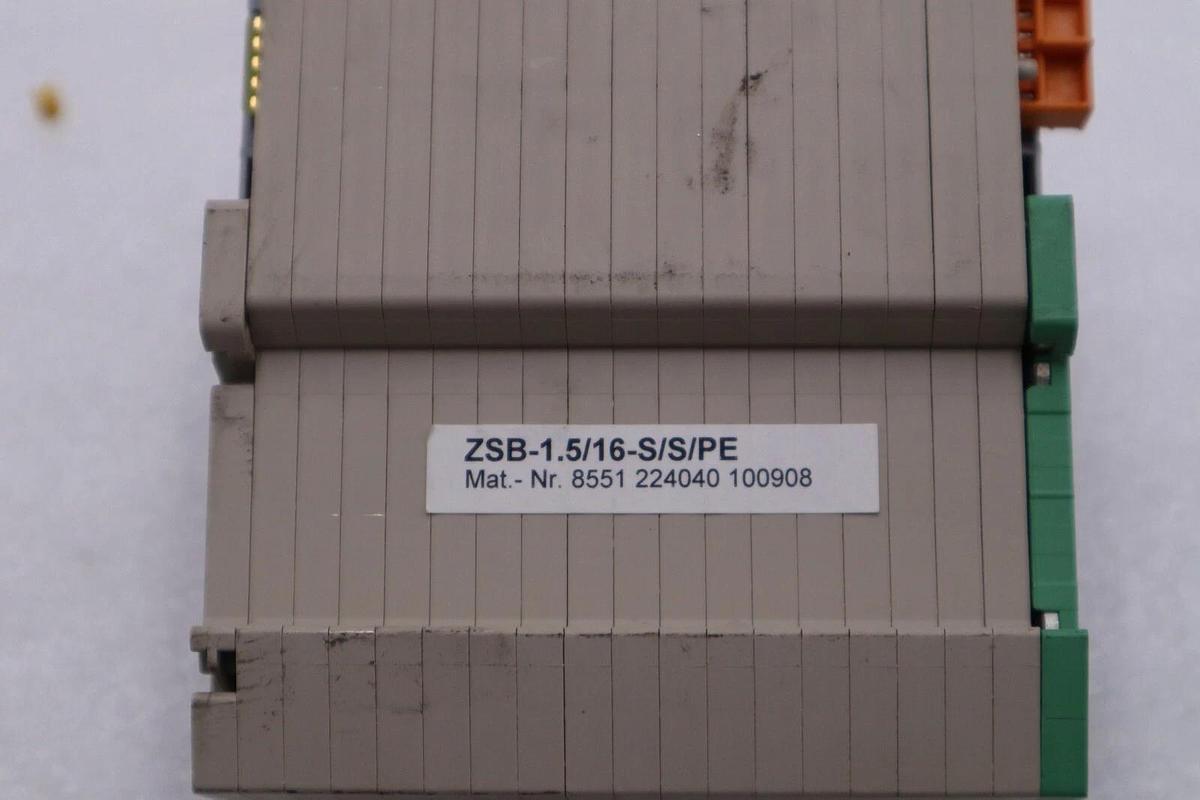 ZSB-1.5/16-S/S/PE
Mat.- Nr. 8551 224040 100908